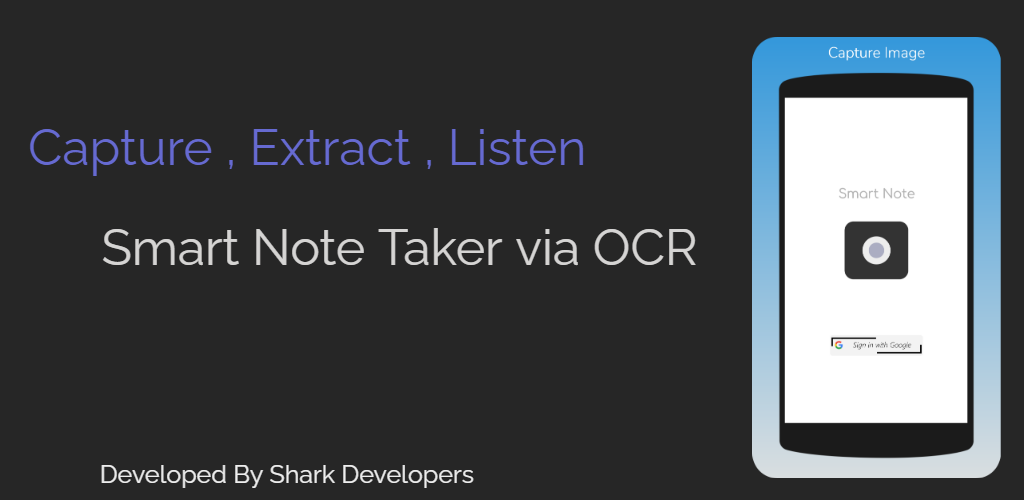 Capture , Extract , Listen
Smart Note Taker via OCR
Developed By Shark Developers
Capture Image
Smart Note
Sign in with Google